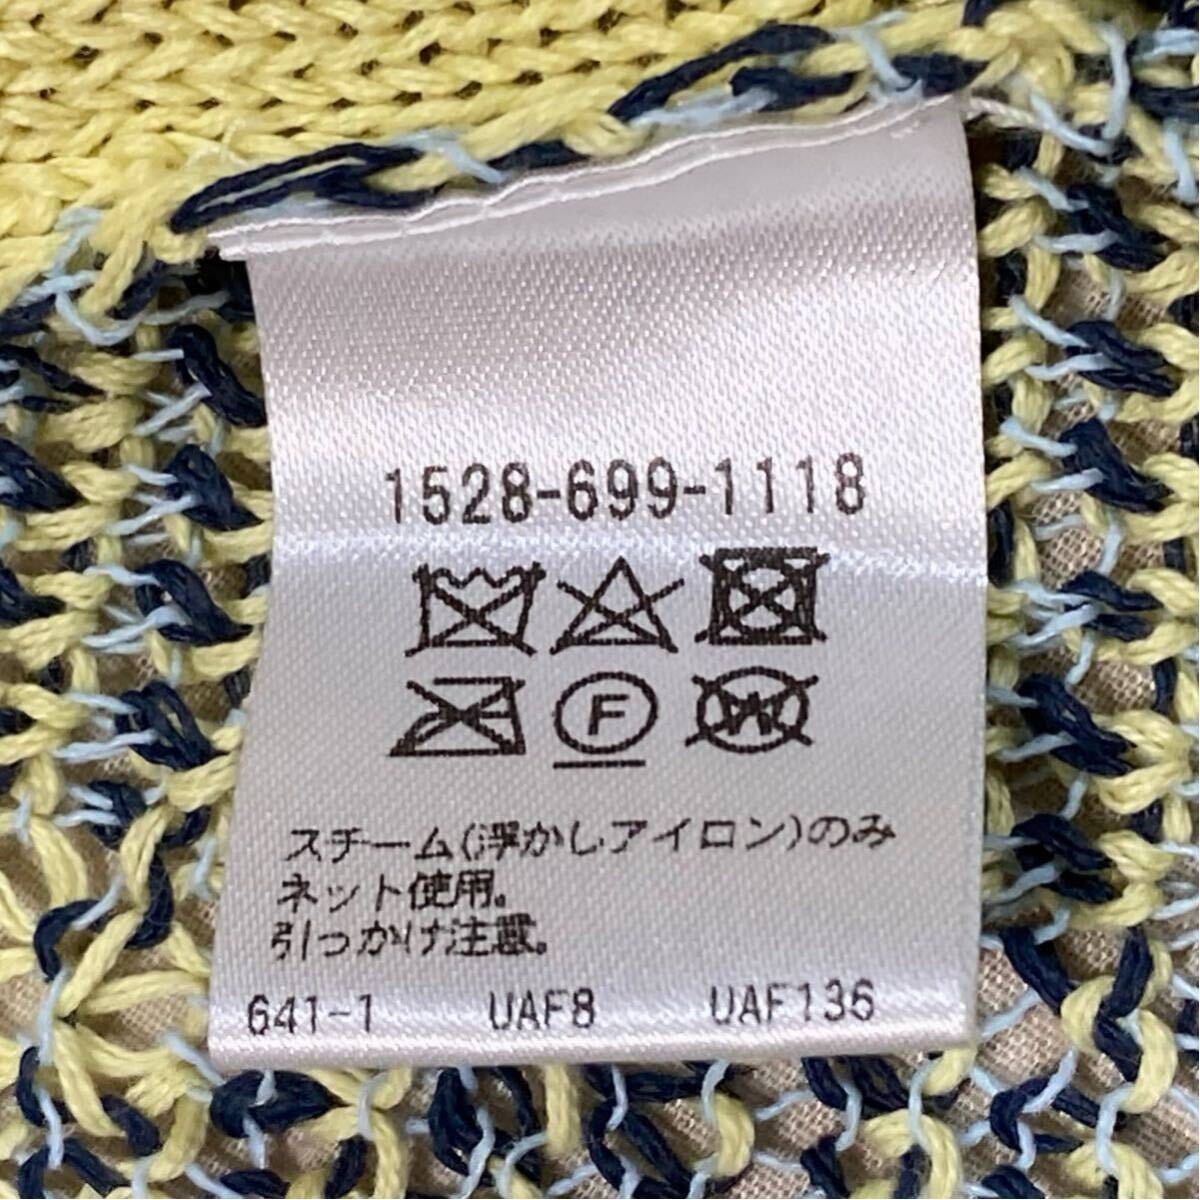 1528-699-1118
F
W
スチーム(浮かしアイロン)のみ
ネット使用。
引っかけ注意。
641-1 UAF8 UAF136